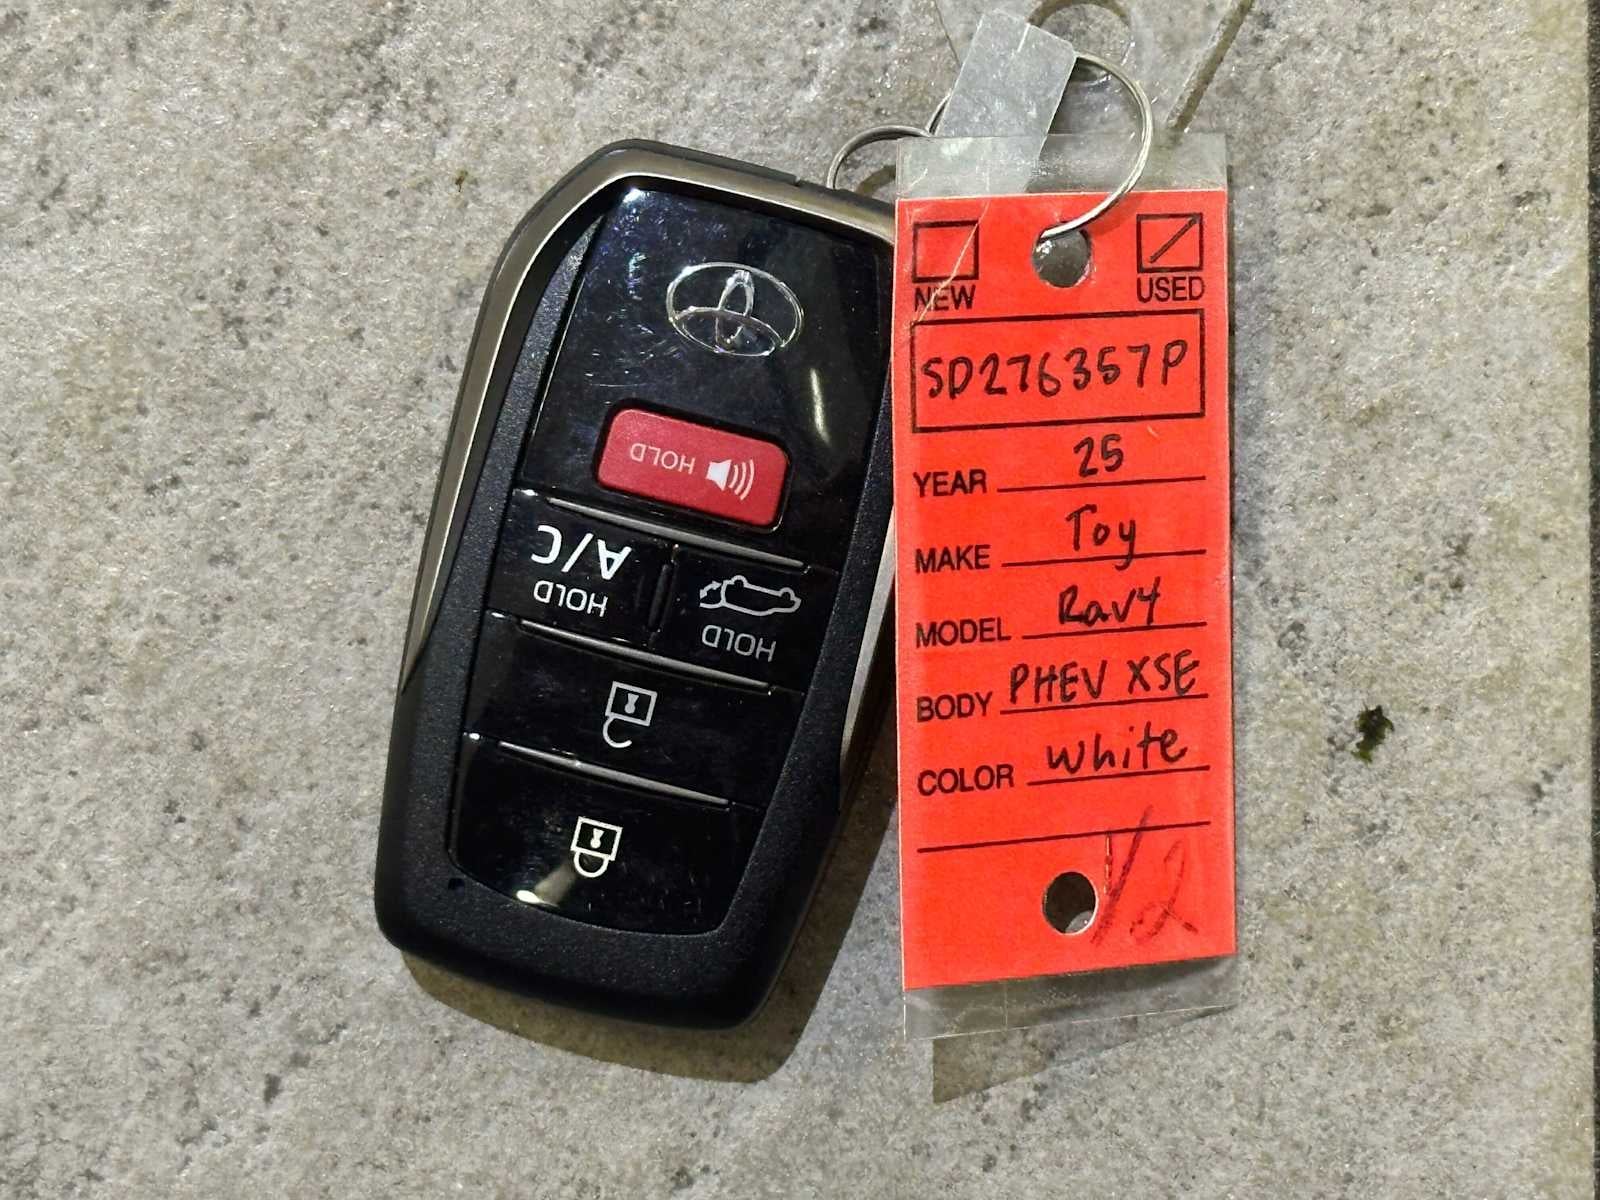 HOLD
A/C
HOLD
HOLD
NEW USED
SD276357P
YEAR 25
MAKE Toy
MODEL Rav4
BODY PHEV XSE
COLOR White
1/2